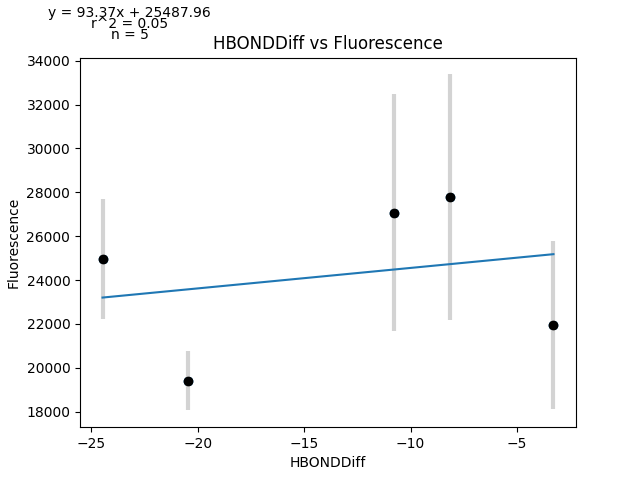 y = 93.37x + 25487.96
r^2 = 0.05
n = 5
HBONDDiff vs Fluorescence
34000
32000
30000
28000
26000
24000
22000
20000
18000
Fluorescence
−25
−20
−15
−10
−5
HBONDDiff